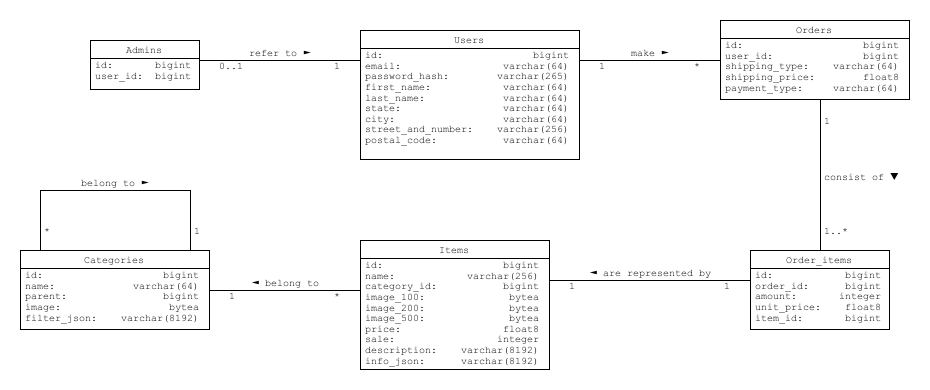 Admins
id: bigint
user_id: bigint
refer to ►
0..1 1
Users
id: bigint
email: varchar(64)
password_hash: varchar(265)
first_name: varchar(64)
last_name: varchar(64)
state: varchar(64)
city: varchar(64)
street_and_number: varchar(256)
postal_code: varchar(64)
make ►
1 *
Orders
id: bigint
user_id: bigint
shipping_type: varchar(64)
shipping_price: float8
payment_type: varchar(64)
1
consist of ▼
1..*
belong to ►
* 1
Categories
id: bigint
name: varchar(64)
parent: bigint
image: bytea
filter_json: varchar(8192)
◄ belong to
1 *
Items
id: bigint
name: varchar(256)
category_id: bigint
image_100: bytea
image_200: bytea
image_500: bytea
price: float8
sale: integer
description: varchar(8192)
info_json: varchar(8192)
◄ are represented by
1 1
Order_items
id: bigint
order_id: bigint
amount: integer
unit_price: float8
item_id: bigint